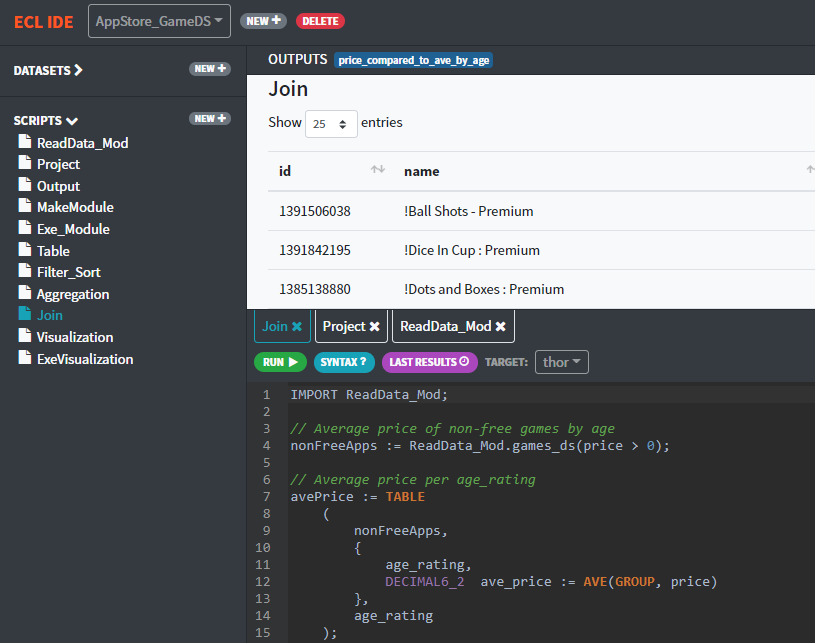 ECL IDE AppStore_GameDS NEW + DELETE
DATASETS NEW +
SCRIPTS NEW +
ReadData_Mod
Project
Output
MakeModule
Exe_Module
Table
Filter_Sort
Aggregation
Join
Visualization
ExeVisualization
OUTPUTS price_compared_to_ave_by_age
Join
Show 25 entries
id name
1391506038 !Ball Shots - Premium
1391842195 !Dice In Cup : Premium
1385138880 !Dots and Boxes : Premium
Join Project ReadData_Mod
RUN SYNTAX ? LAST RESULTS TARGET: thor
1 IMPORT ReadData_Mod;
2
3 // Average price of non-free games by age
4 nonFreeApps := ReadData_Mod.games_ds(price > 0);
5
6 // Average price per age_rating
7 avePrice := TABLE
8 (
9 nonFreeApps,
10 {
11 age_rating,
12 DECIMAL6_2 ave_price := AVE(GROUP, price)
13 },
14 age_rating
15 );